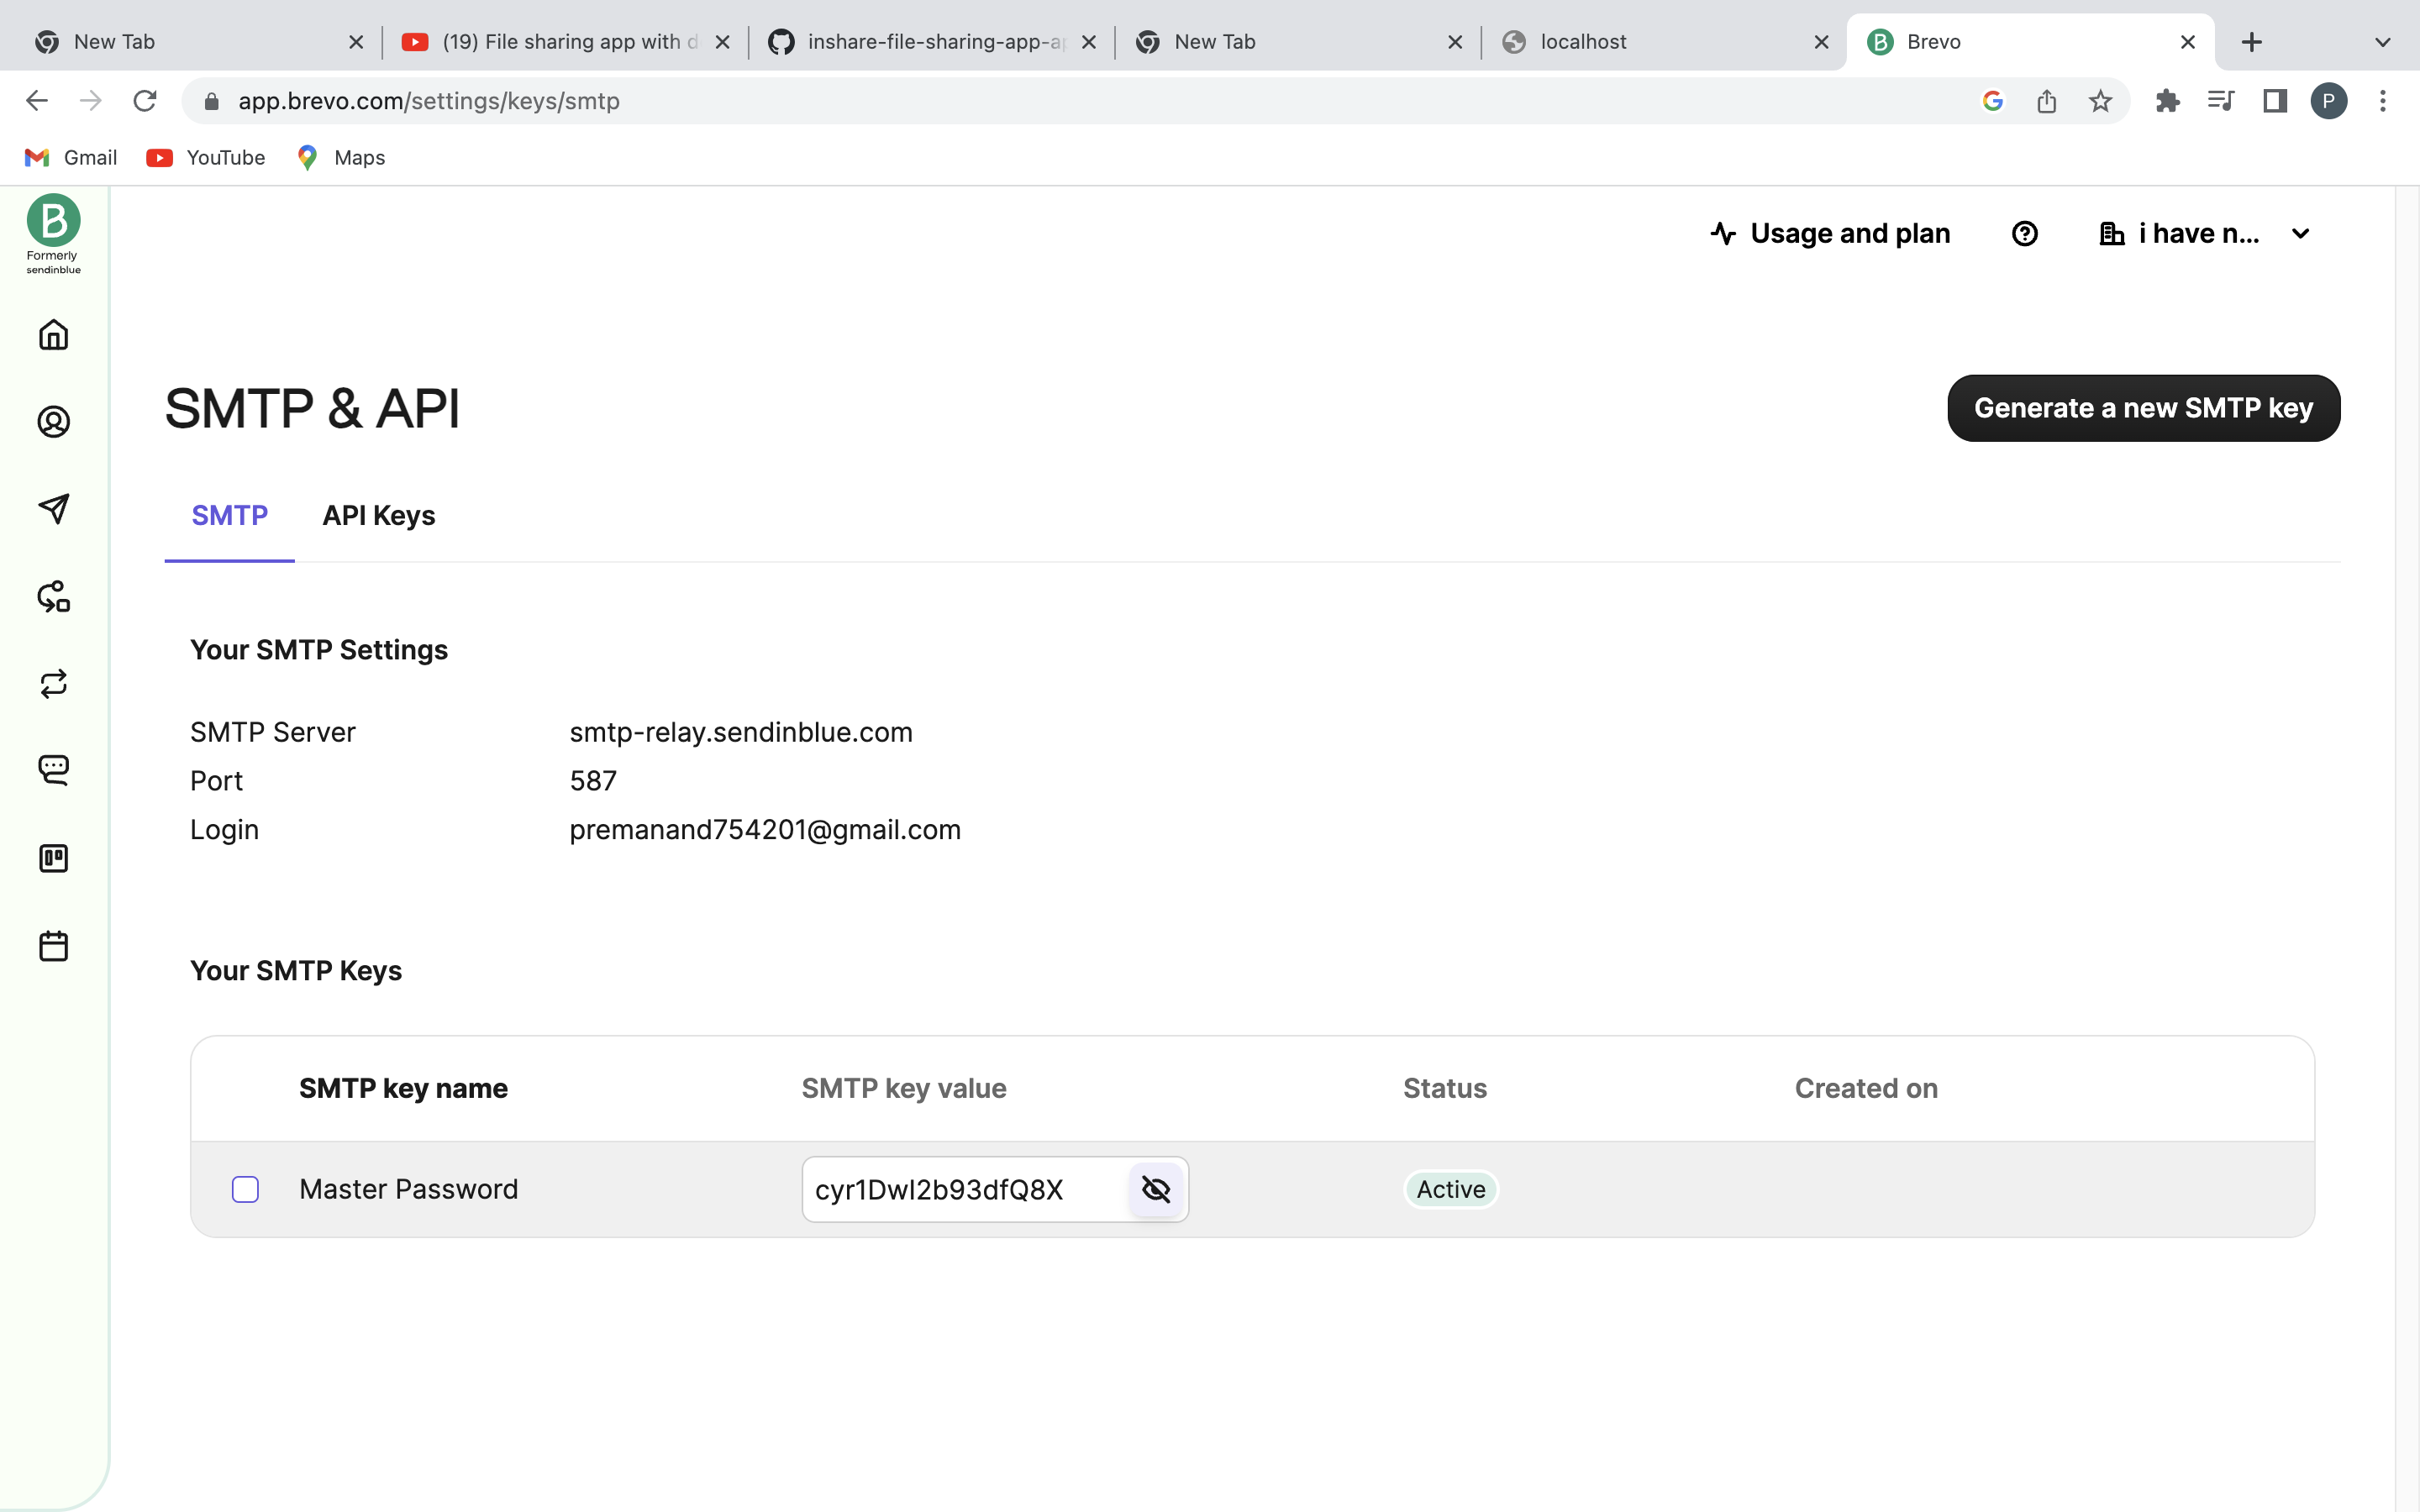 New Tab
(19) File sharing app with d
inshare-file-sharing-app-ap
New Tab
localhost
Brevo
app.brevo.com/settings/keys/smtp
P
Gmail
YouTube
Maps
B
Formerly
sendinblue
Usage and plan
i have n...
SMTP & API
Generate a new SMTP key
SMTP
API Keys
Your SMTP Settings
SMTP Server
smtp-relay.sendinblue.com
Port
587
Login
premanand754201@gmail.com
Your SMTP Keys
SMTP key name
SMTP key value
Status
Created on
Master Password
cyr1DwI2b93dfQ8X
Active